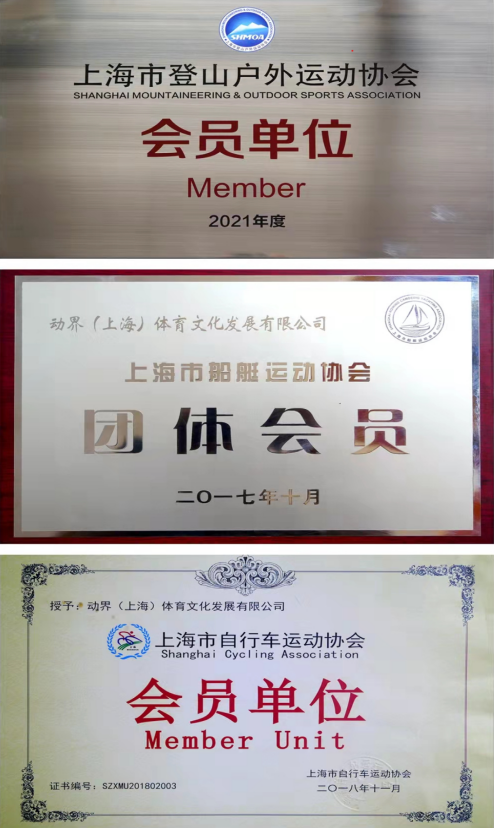 SHMOA
上海市登山户外运动协会
SHANGHAI MOUNTAINEERING & OUTDOOR SPORTS ASSOCIATION
会员单位
Member
2021年度
动界（上海）体育文化发展有限公司
上海市船艇运动协会
团体会员
二〇一七年十月
授予：动界（上海）体育文化发展有限公司
上海市自行车运动协会
Shanghai Cycling Association
会员单位
Member Unit
证书编号：SZXMU201802003
上海市自行车运动协会
二〇一八年十一月